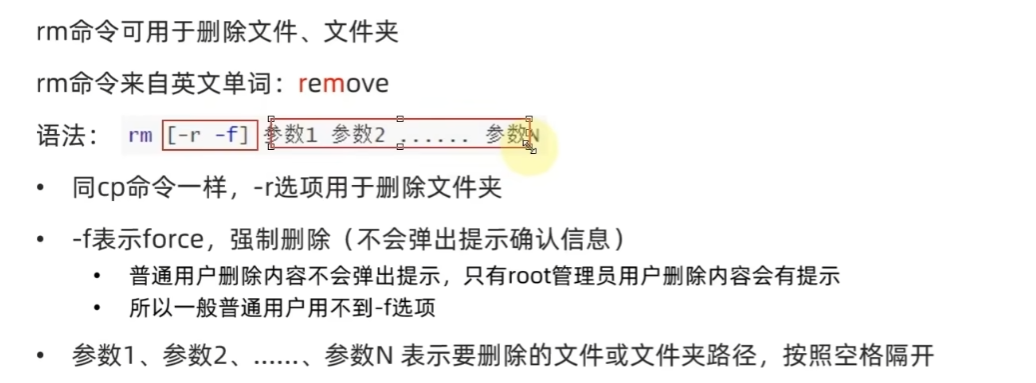 rm命令可用于删除文件、文件夹
rm命令来自英文单词：remove
语法： rm [-r -f] 参数1 参数2 ...... 参数N
• 同cp命令一样，-r选项用于删除文件夹
• -f表示force，强制删除（不会弹出提示确认信息）
• 普通用户删除内容不会弹出提示，只有root管理员用户删除内容会有提示
• 所以一般普通用户用不到-f选项
• 参数1、参数2、......、参数N 表示要删除的文件或文件夹路径，按照空格隔开